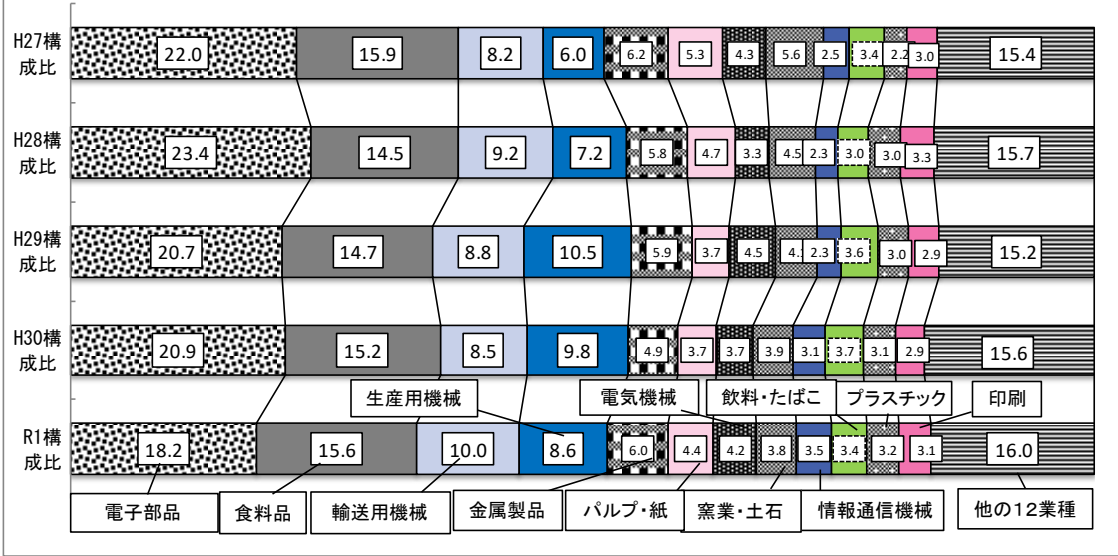 H27構
成比
22.0 15.9 8.2 6.0 6.2 5.3 4.3 5.6 2.5 3.4 2.2 3.0 15.4
H28構
成比
23.4 14.5 9.2 7.2 5.8 4.7 3.3 4.5 2.3 3.0 3.0 3.3 15.7
H29構
成比
20.7 14.7 8.8 10.5 5.9 3.7 4.5 2.3 3.6 3.0 2.9 15.2
H30構
成比
20.9 15.2 8.5 9.8 4.9 3.7 3.7 3.9 3.1 3.7 3.1 2.9 15.6
生産用機械 電気機械 飲料・たばこ プラスチック 印刷
R1構
成比
18.2 15.6 10.0 8.6 6.0 4.4 4.2 3.8 3.5 3.4 3.2 3.1 16.0
電子部品 食料品 輸送用機械 金属製品 パルプ・紙 窯業・土石 情報通信機械 他の12業種